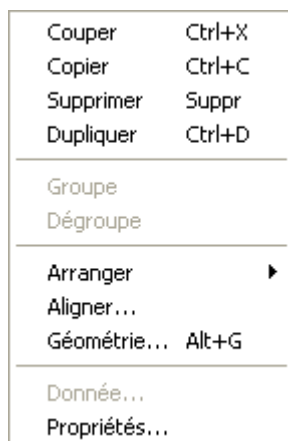 Couper Ctrl+X
Copier Ctrl+C
Supprimer Suppr
Dupliquer Ctrl+D
Groupe
Dégroupe
Arranger
Aligner...
Géométrie... Alt+G
Donnée...
Propriétés...